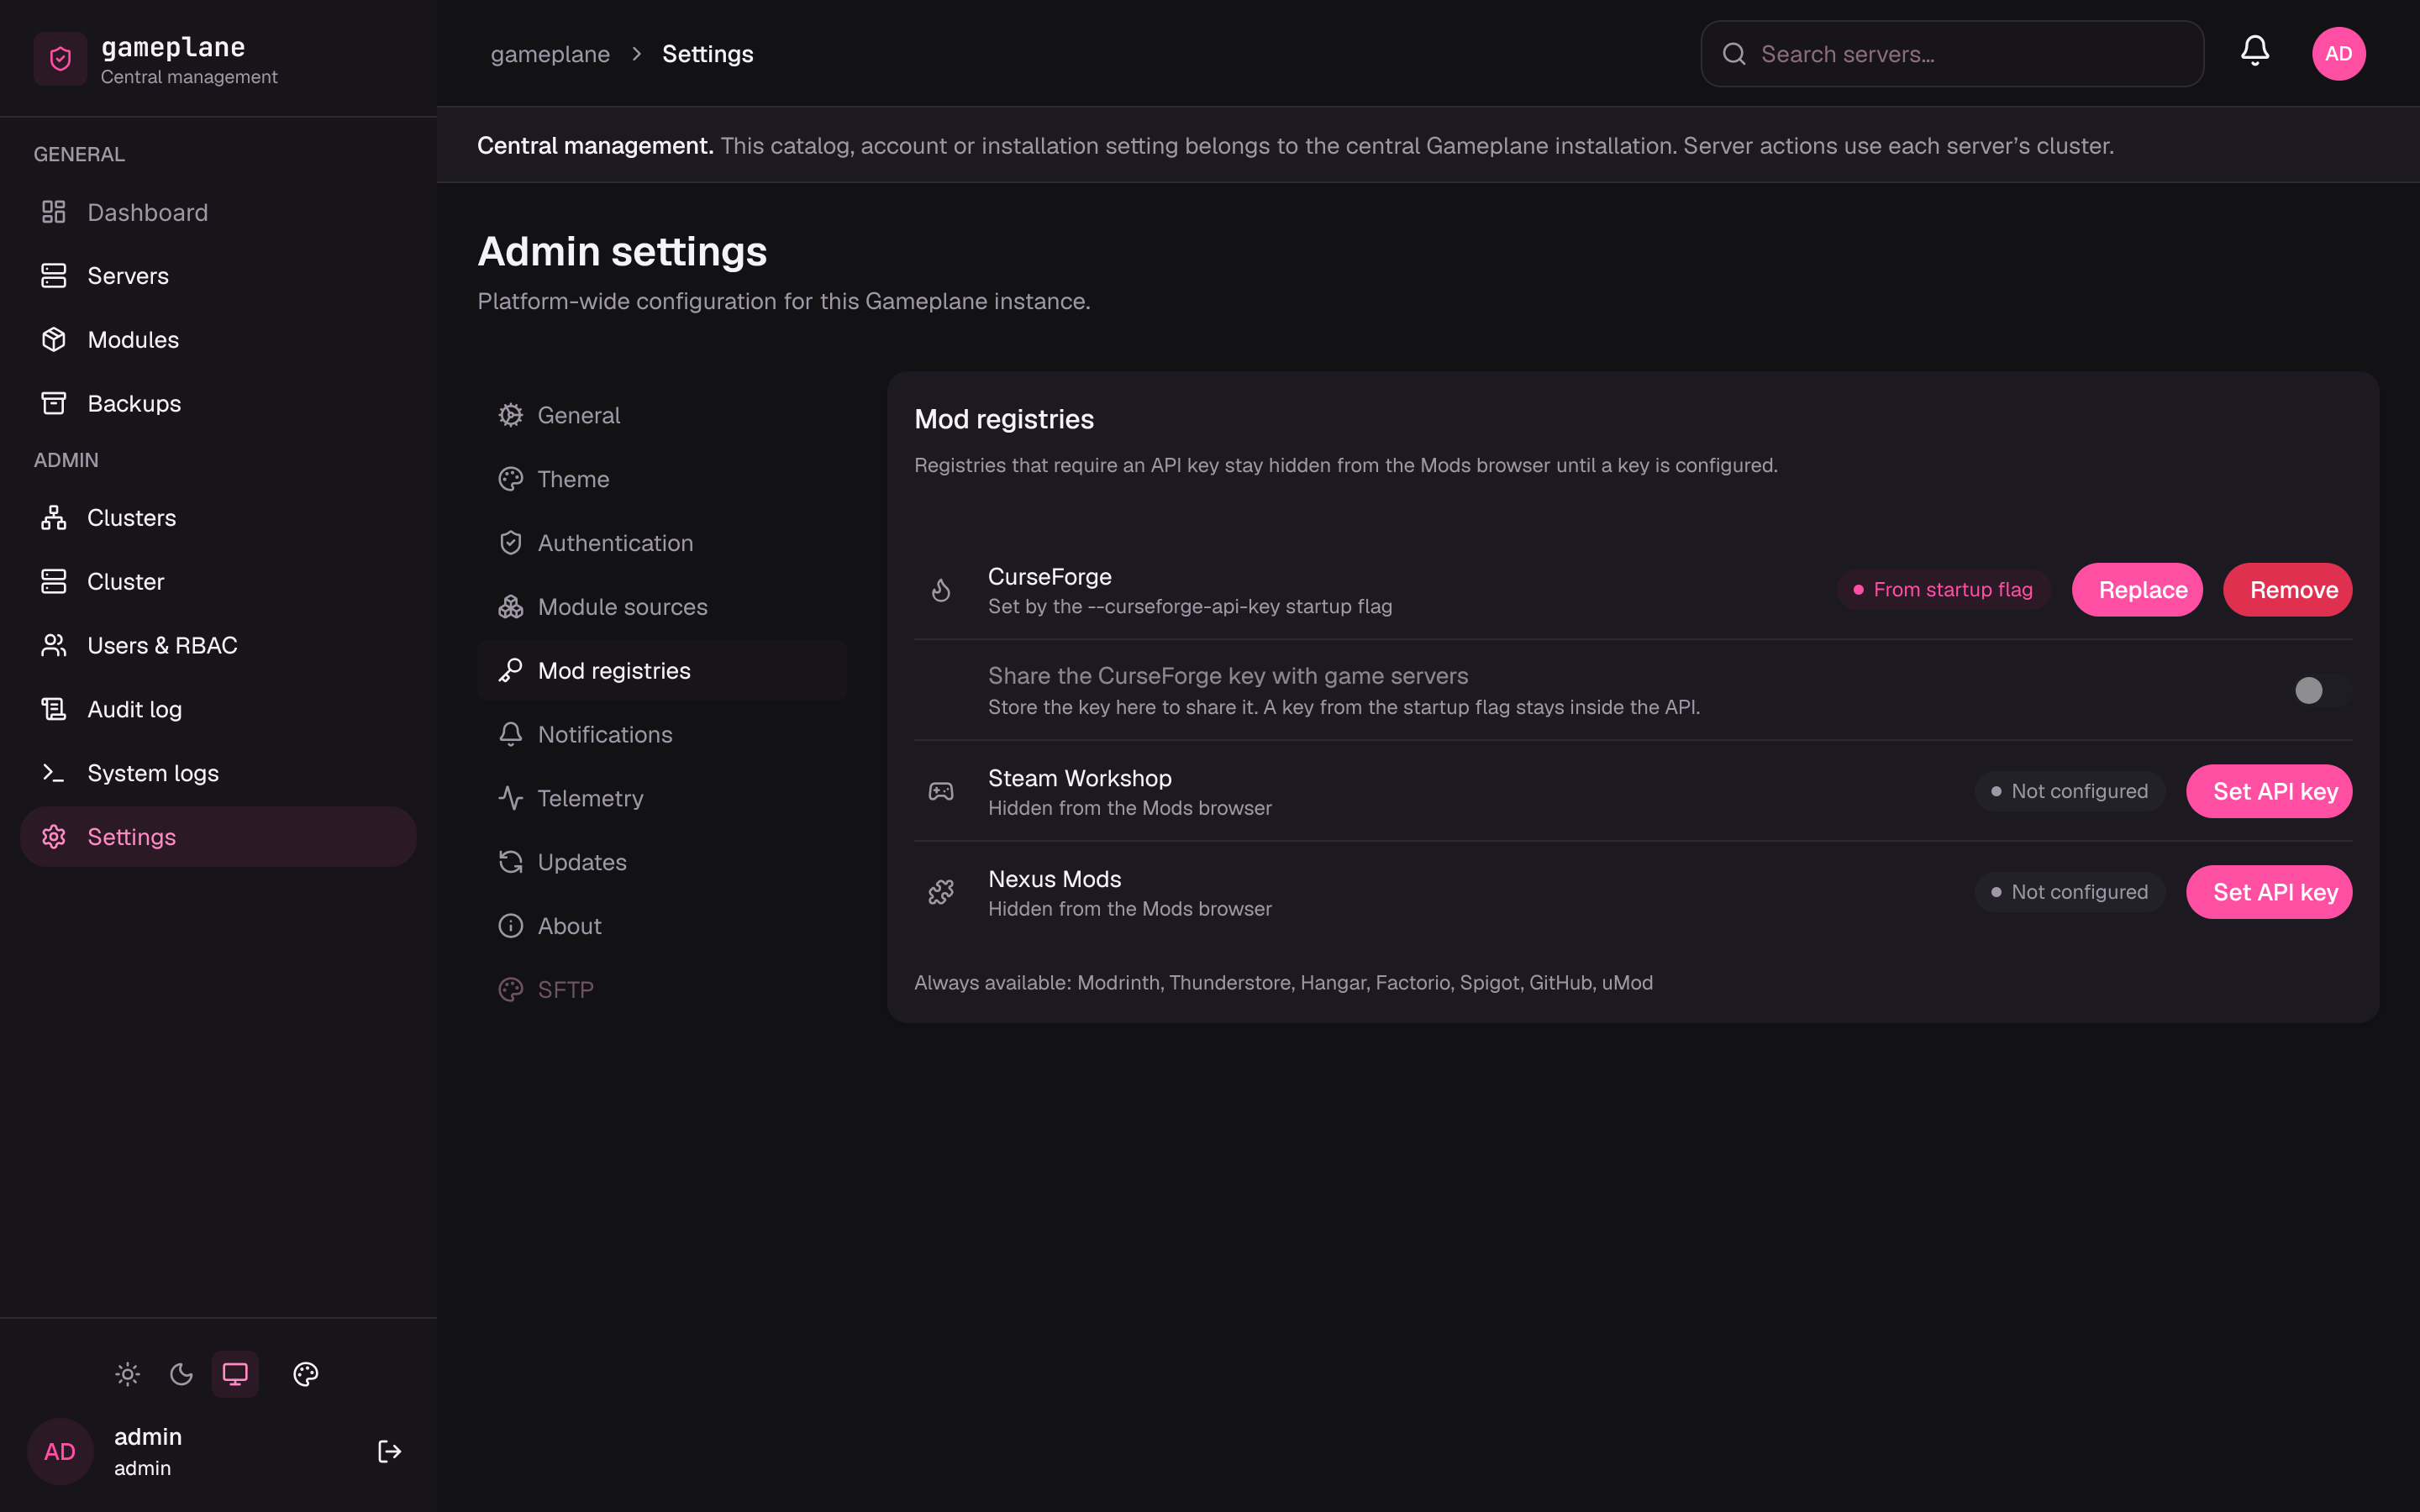 gameplane
Central management
GENERAL
Dashboard
Servers
Modules
Backups
ADMIN
Clusters
Cluster
Users & RBAC
Audit log
System logs
Settings
AD
admin
admin
gameplane > Settings
Search servers...
AD
Central management. This catalog, account or installation setting belongs to the central Gameplane installation. Server actions use each server’s cluster.
Admin settings
Platform-wide configuration for this Gameplane instance.
General
Theme
Authentication
Module sources
Mod registries
Notifications
Telemetry
Updates
About
SFTP
Mod registries
Registries that require an API key stay hidden from the Mods browser until a key is configured.
CurseForge
Set by the --curseforge-api-key startup flag
From startup flag
Replace
Remove
Share the CurseForge key with game servers
Store the key here to share it. A key from the startup flag stays inside the API.
Steam Workshop
Hidden from the Mods browser
Not configured
Set API key
Nexus Mods
Hidden from the Mods browser
Not configured
Set API key
Always available: Modrinth, Thunderstore, Hangar, Factorio, Spigot, GitHub, uMod